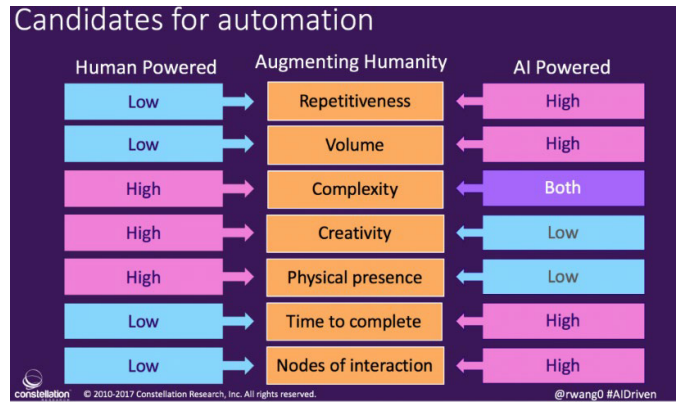 Candidates for automation
Human Powered Augmenting Humanity AI Powered
Low Repetitiveness High
Low Volume High
High Complexity Both
High Creativity Low
High Physical presence Low
Low Time to complete High
Low Nodes of interaction High
constellation © 2010-2017 Constellation Research, Inc. All rights reserved. @rwang0 #AIDriven